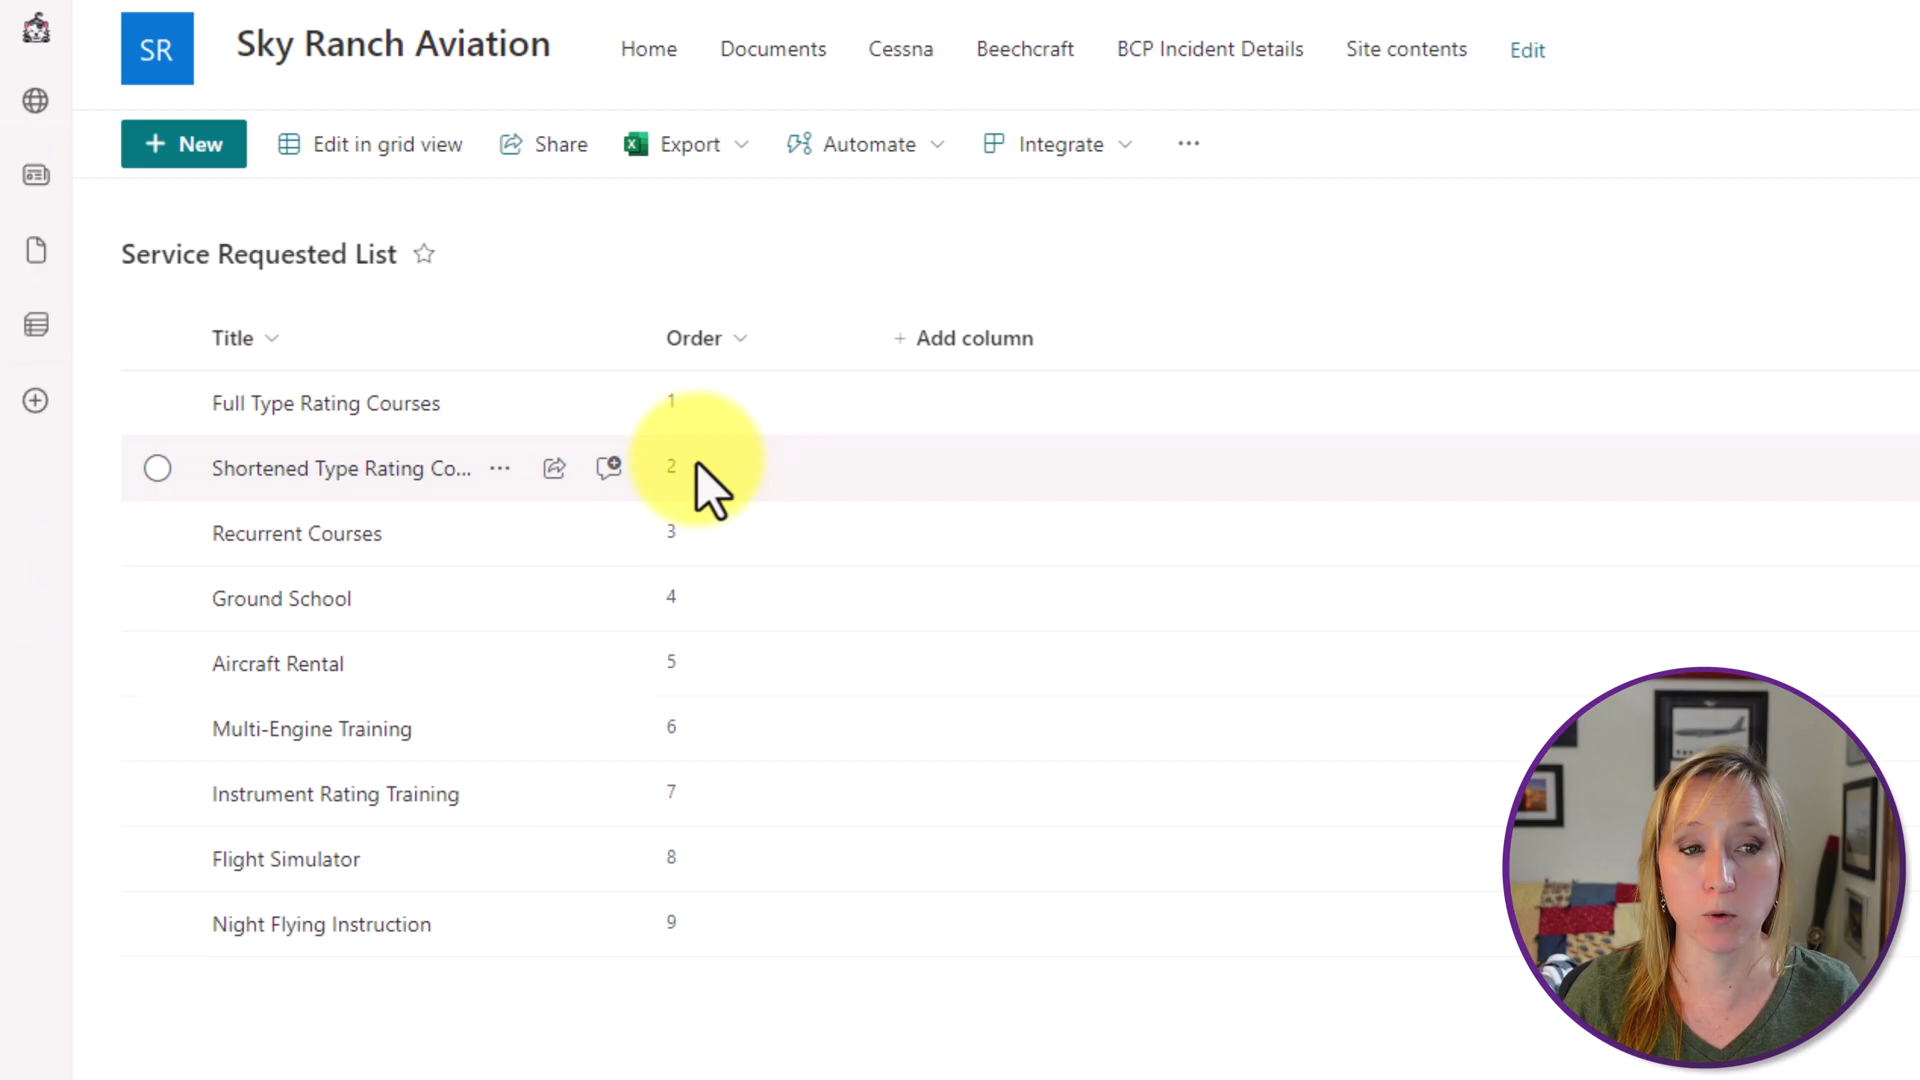 SR
Sky Ranch Aviation
Home
Documents
Cessna
Beechcraft
BCP Incident Details
Site contents
Edit
New
Edit in grid view
Share
Export
Automate
Integrate
Service Requested List
Title
Order
+ Add column
Full Type Rating Courses 1
Shortened Type Rating Co... 2
Recurrent Courses 3
Ground School 4
Aircraft Rental 5
Multi-Engine Training 6
Instrument Rating Training 7
Flight Simulator 8
Night Flying Instruction 9